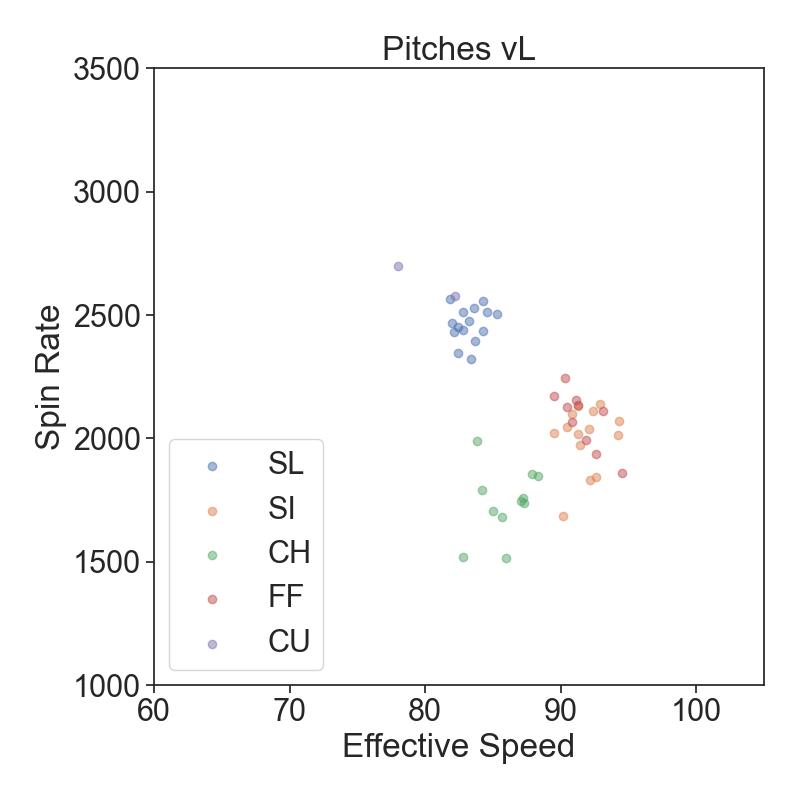 Pitches vL
3500
3000
2500
2000
1500
1000
Spin Rate
SL
SI
CH
FF
CU
60 70 80 90 100
Effective Speed